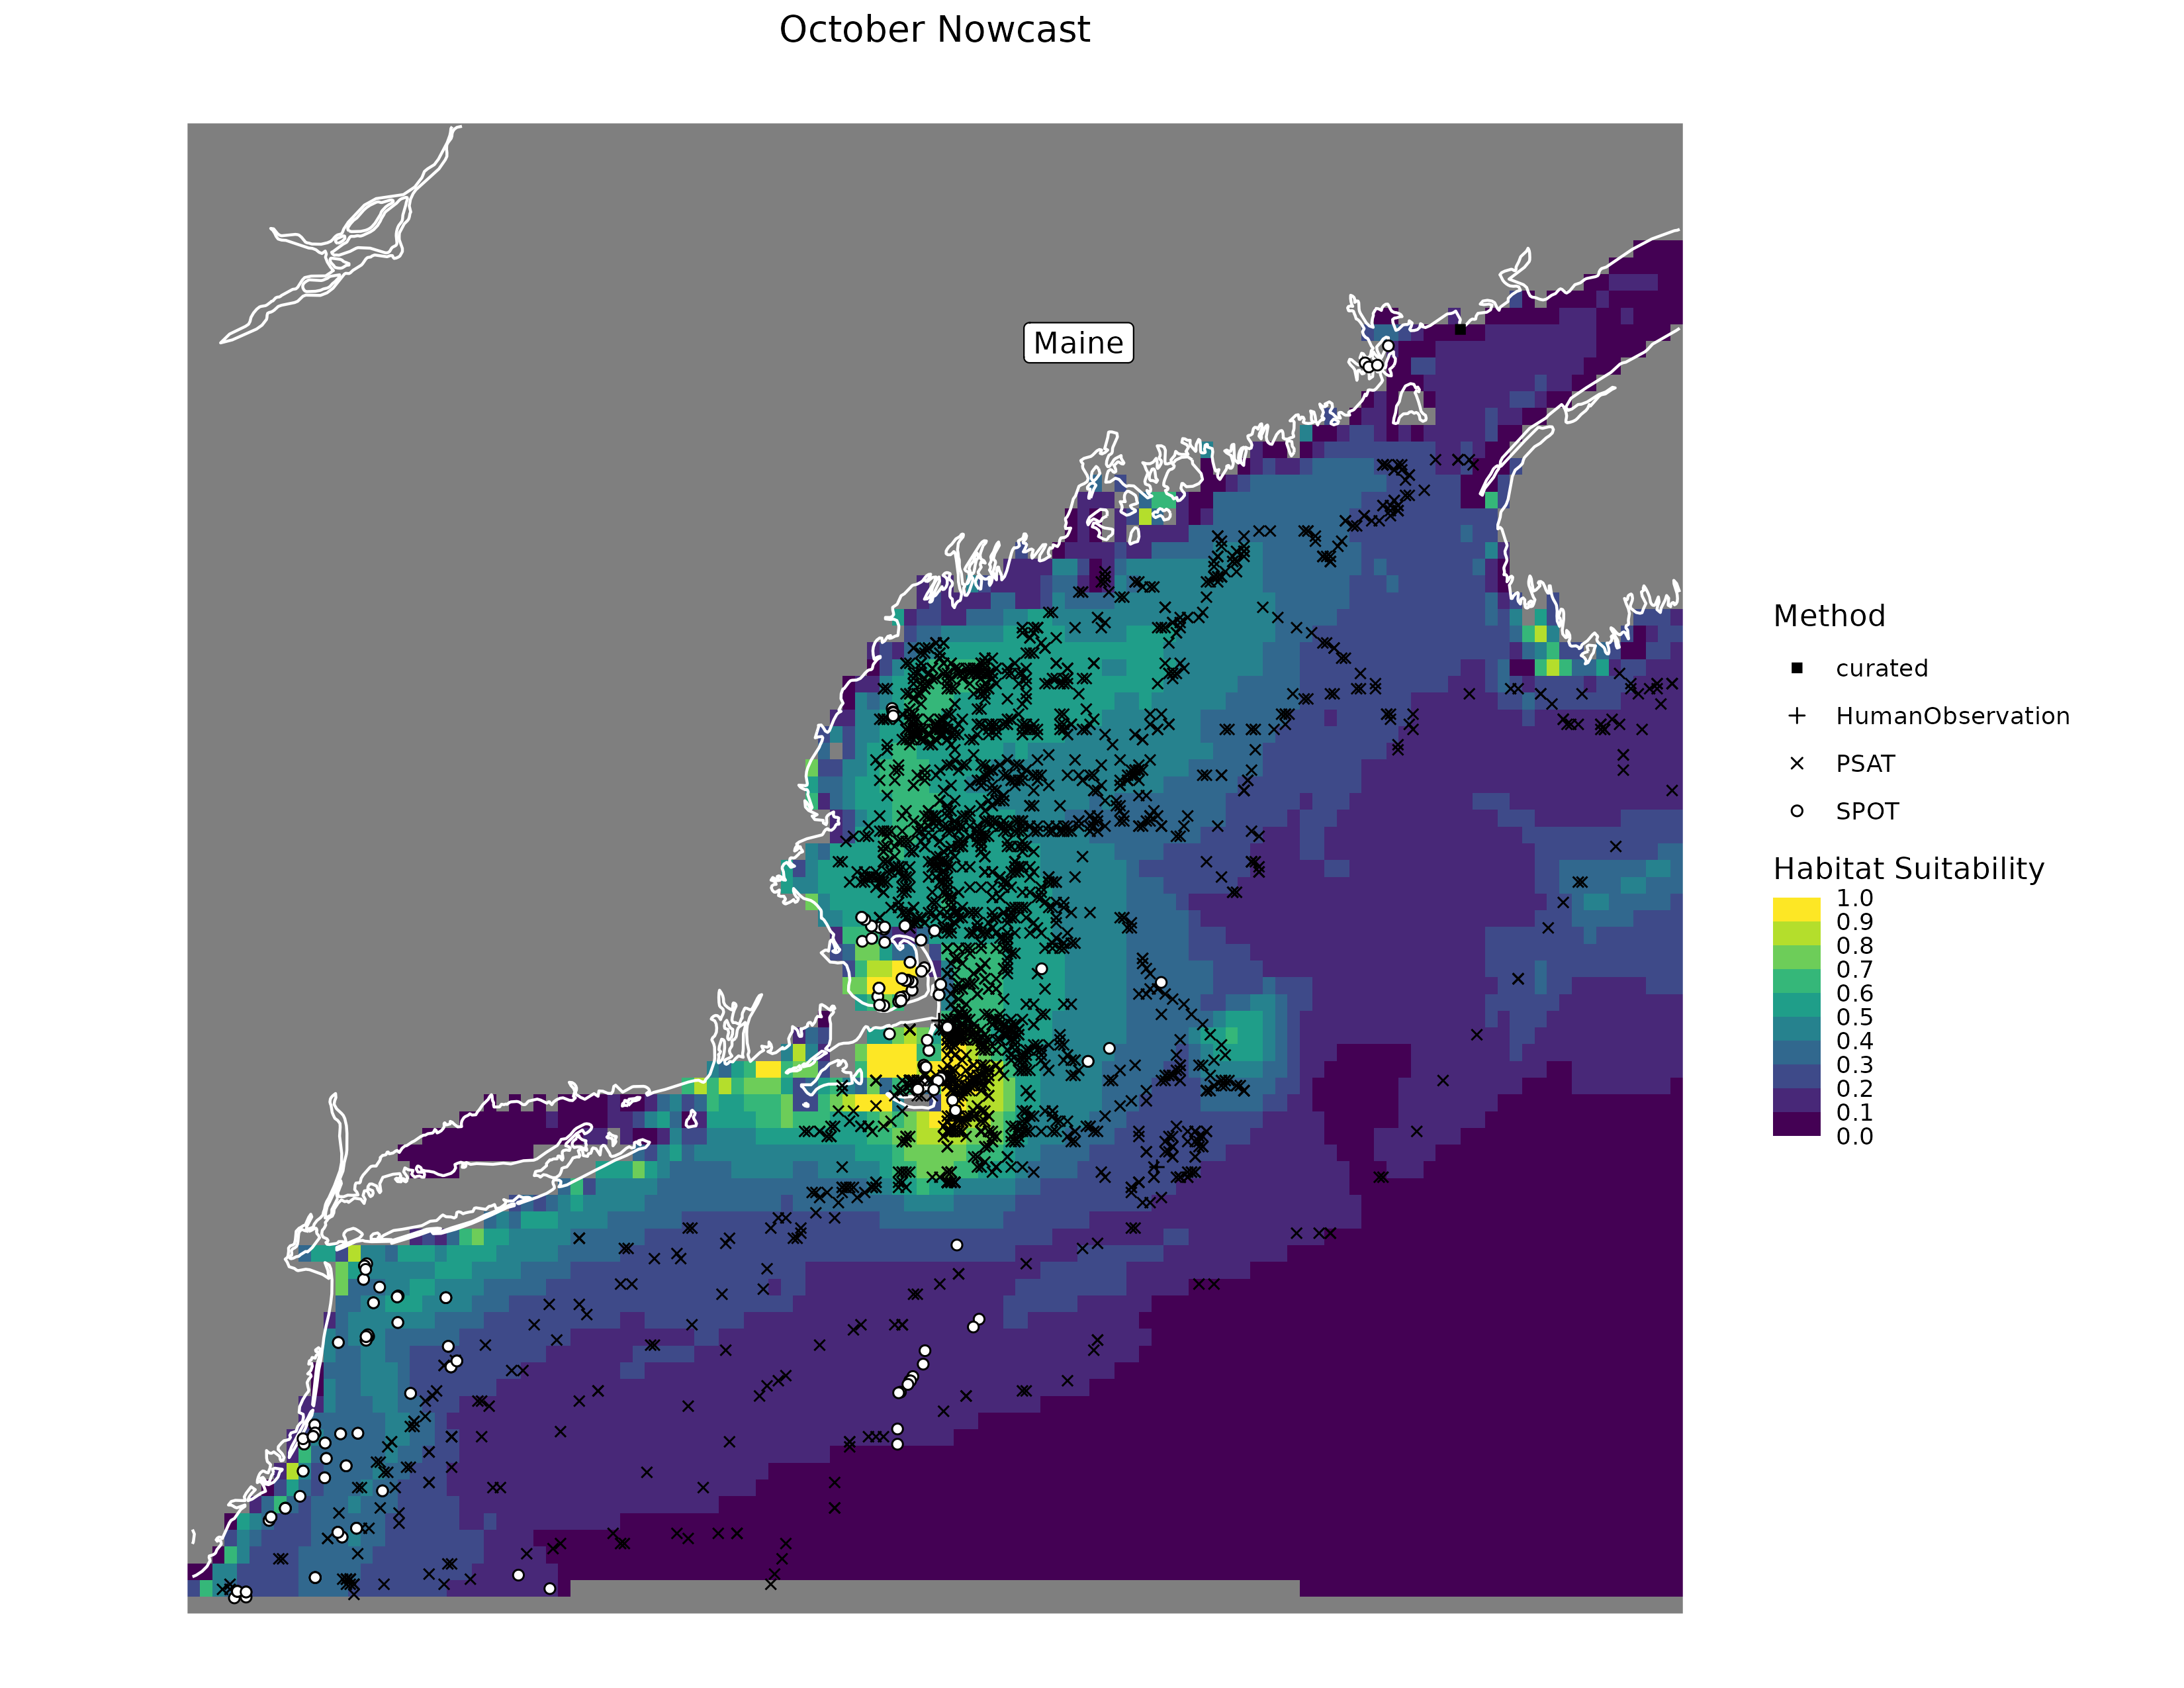 October Nowcast
Maine
Method
curated
HumanObservation
PSAT
SPOT
Habitat Suitability
1.0
0.9
0.8
0.7
0.6
0.5
0.4
0.3
0.2
0.1
0.0